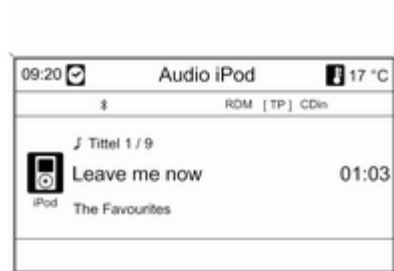 09:20 Audio iPod 17 °C
RDM [ TP ] CDin
Tittel 1 / 9
Leave me now 01:03
iPod
The Favourites